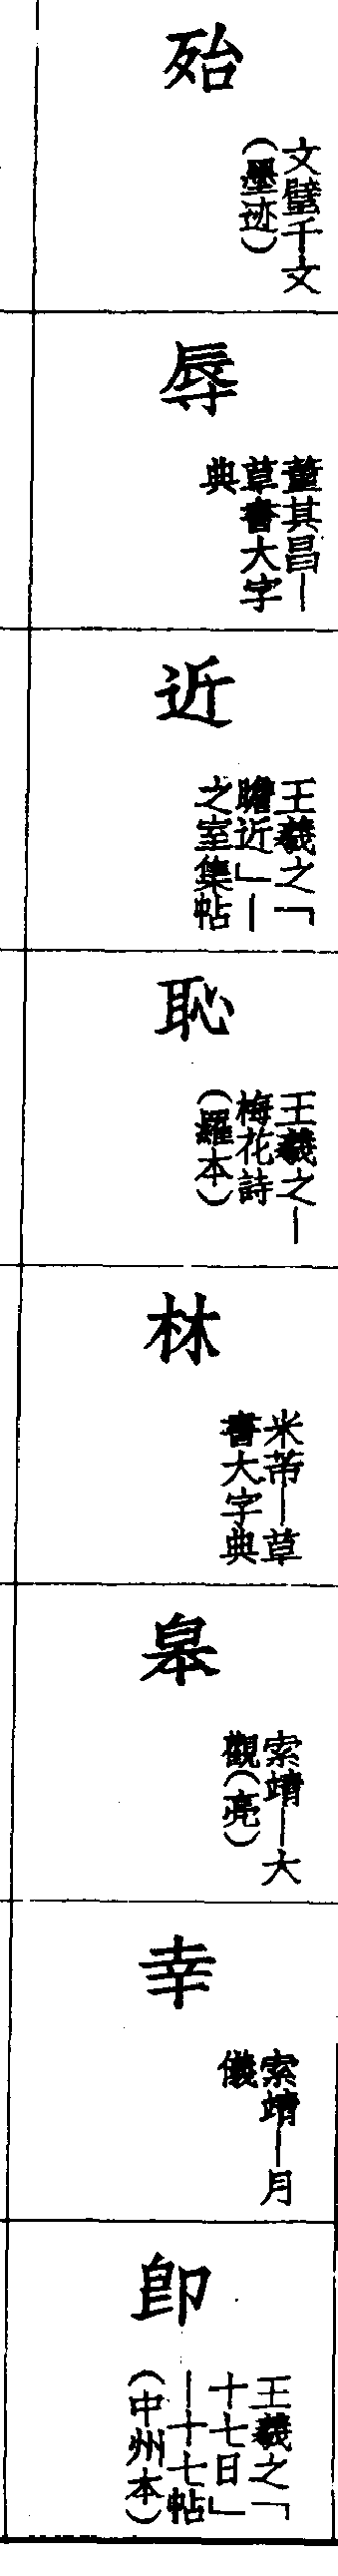 殆
文璧千文
（墨迹）
辱
董其昌—
草書大字
典
近
王羲之「
瞻近」—
之室集帖
恥
王羲之—
梅花詩
（羅本）
林
米芾—草
書大字典
皋
索靖—大
觀（亮）
幸
索靖—月
儀
即
王羲之「
十七日」
—十七帖
（中州本）